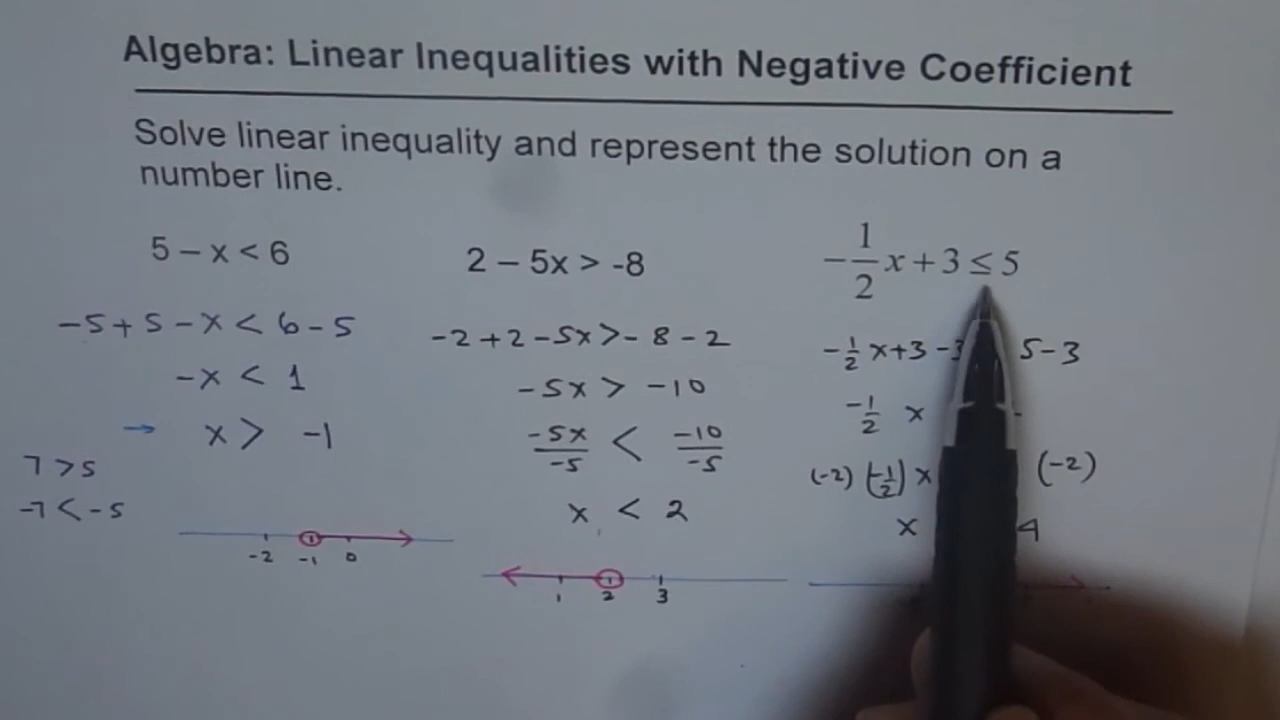 Algebra: Linear Inequalities with Negative Coefficient
Solve linear inequality and represent the solution on a
number line.
5 – x < 6
-5+5-x < 6-5
-x < 1
→ x > -1
7 > 5
-7 < -5
-2 -1 0
2 – 5x > -8
-2+2-5x > -8-2
-5x > -10
-5x/-5 < -10/-5
x < 2
1 2 3
-1/2 x + 3 ≤ 5
-1/2 x+3 -3 5-3
-1/2 x
(-2) (-1/2) x (-2)
x 4